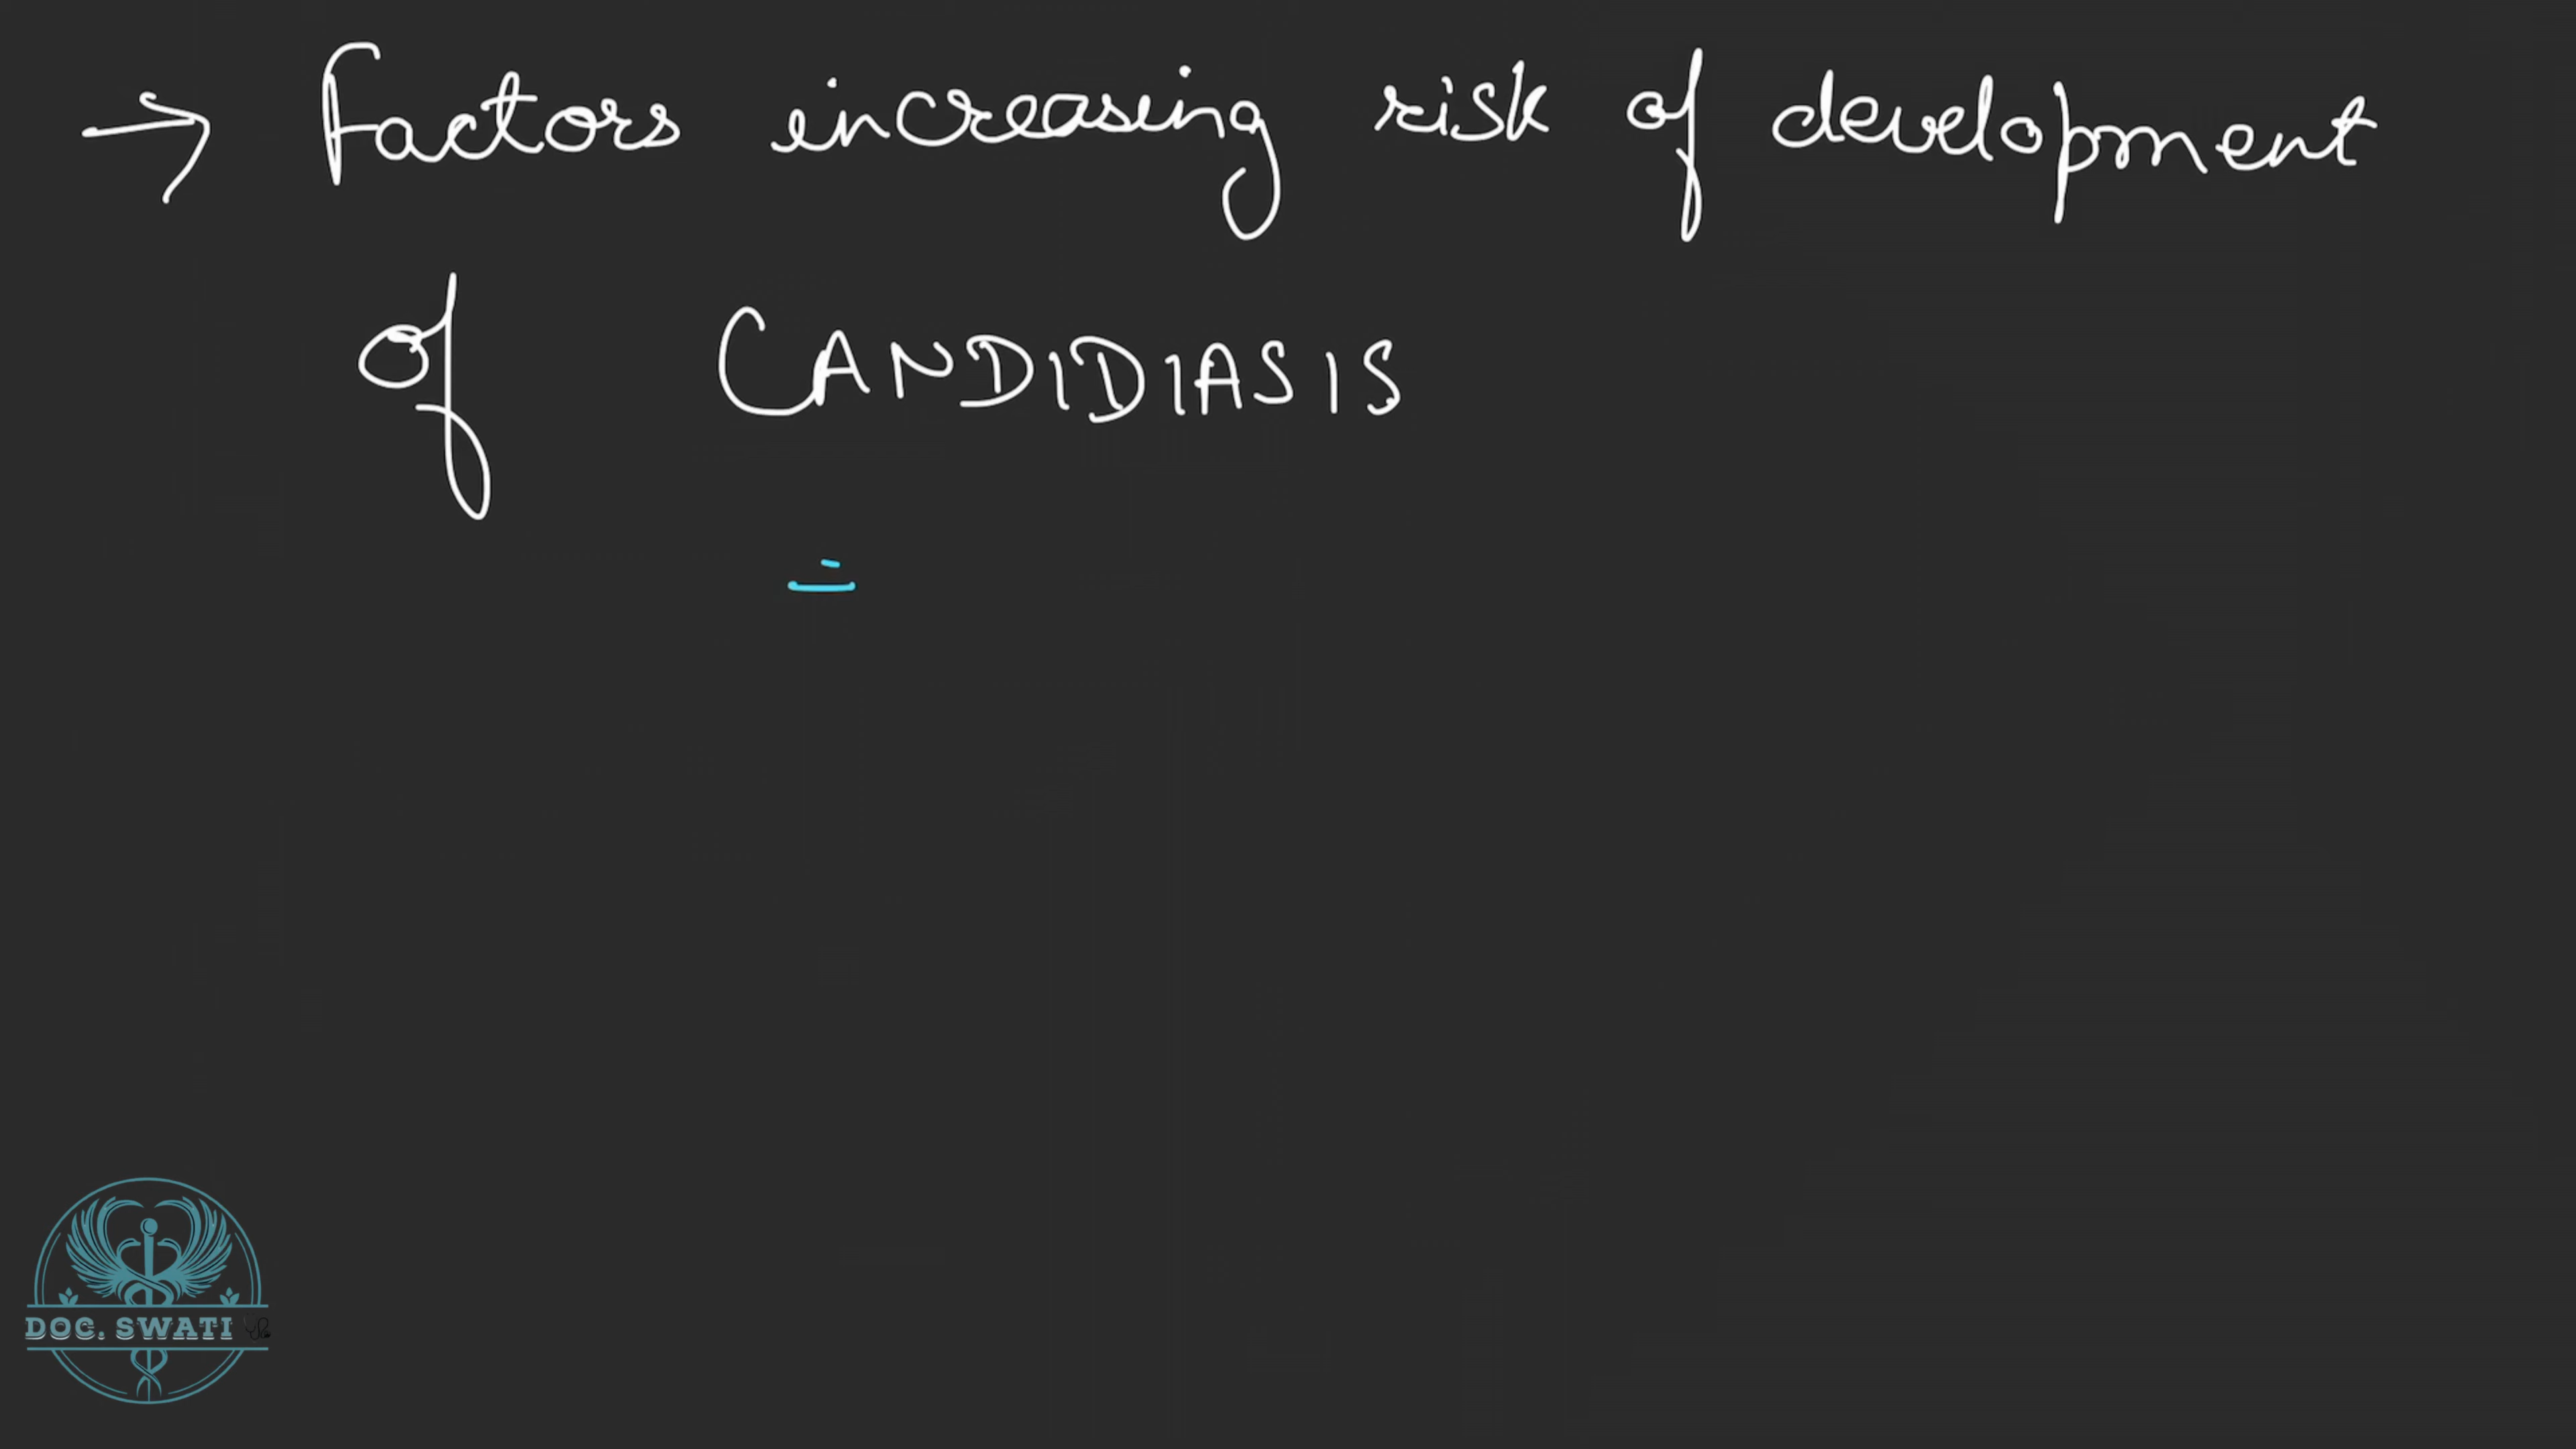 → Factors increasing risk of development
of CANDIDIASIS
DOC. SWATI